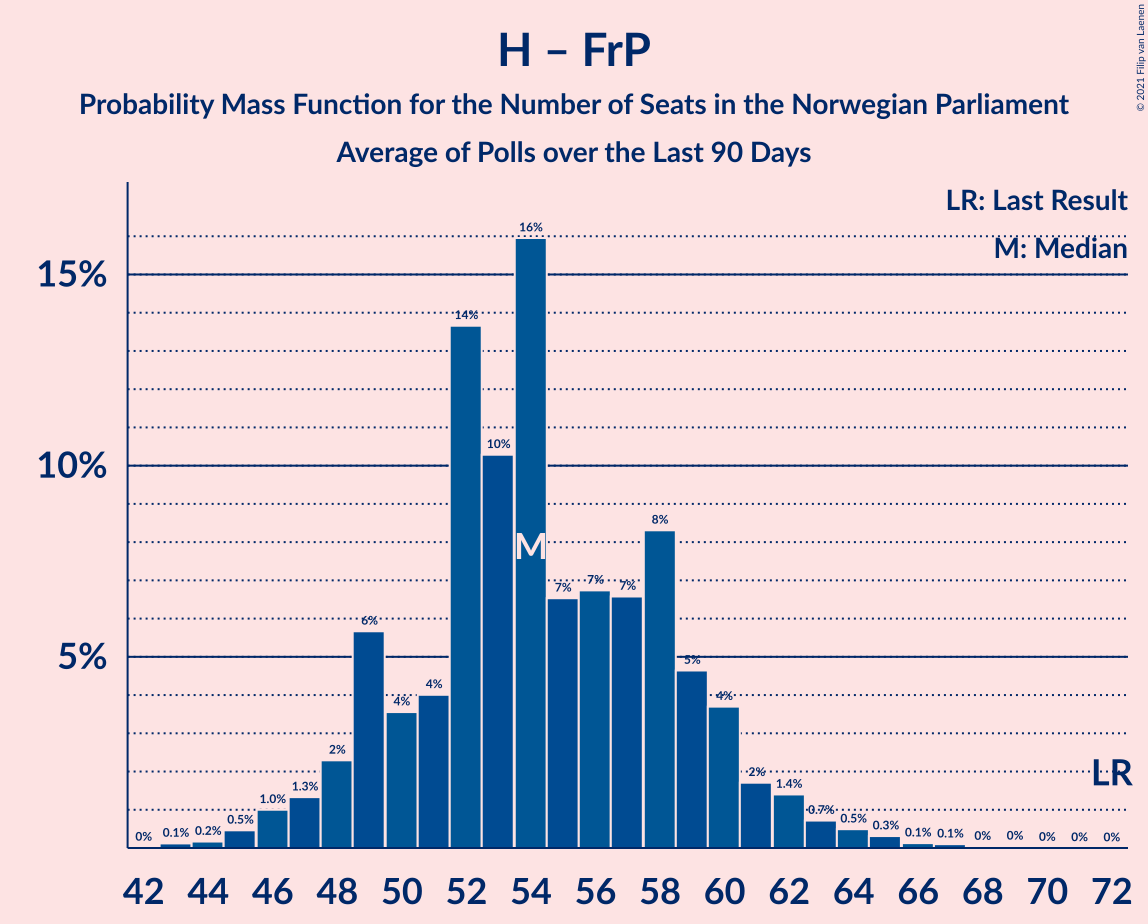 H – FrP
Probability Mass Function for the Number of Seats in the Norwegian Parliament
Average of Polls over the Last 90 Days
© 2021 Filip van Laenen
LR: Last Result
M: Median
15%
10%
5%
0% 0.1% 0.2% 0.5% 1.0% 1.3% 2% 6% 4% 4% 14% 10% 16% 7% 7% 7% 8% 5% 4% 2% 1.4% 0.7% 0.5% 0.3% 0.1% 0.1% 0% 0% 0% 0% 0%
M
LR
42 44 46 48 50 52 54 56 58 60 62 64 66 68 70 72